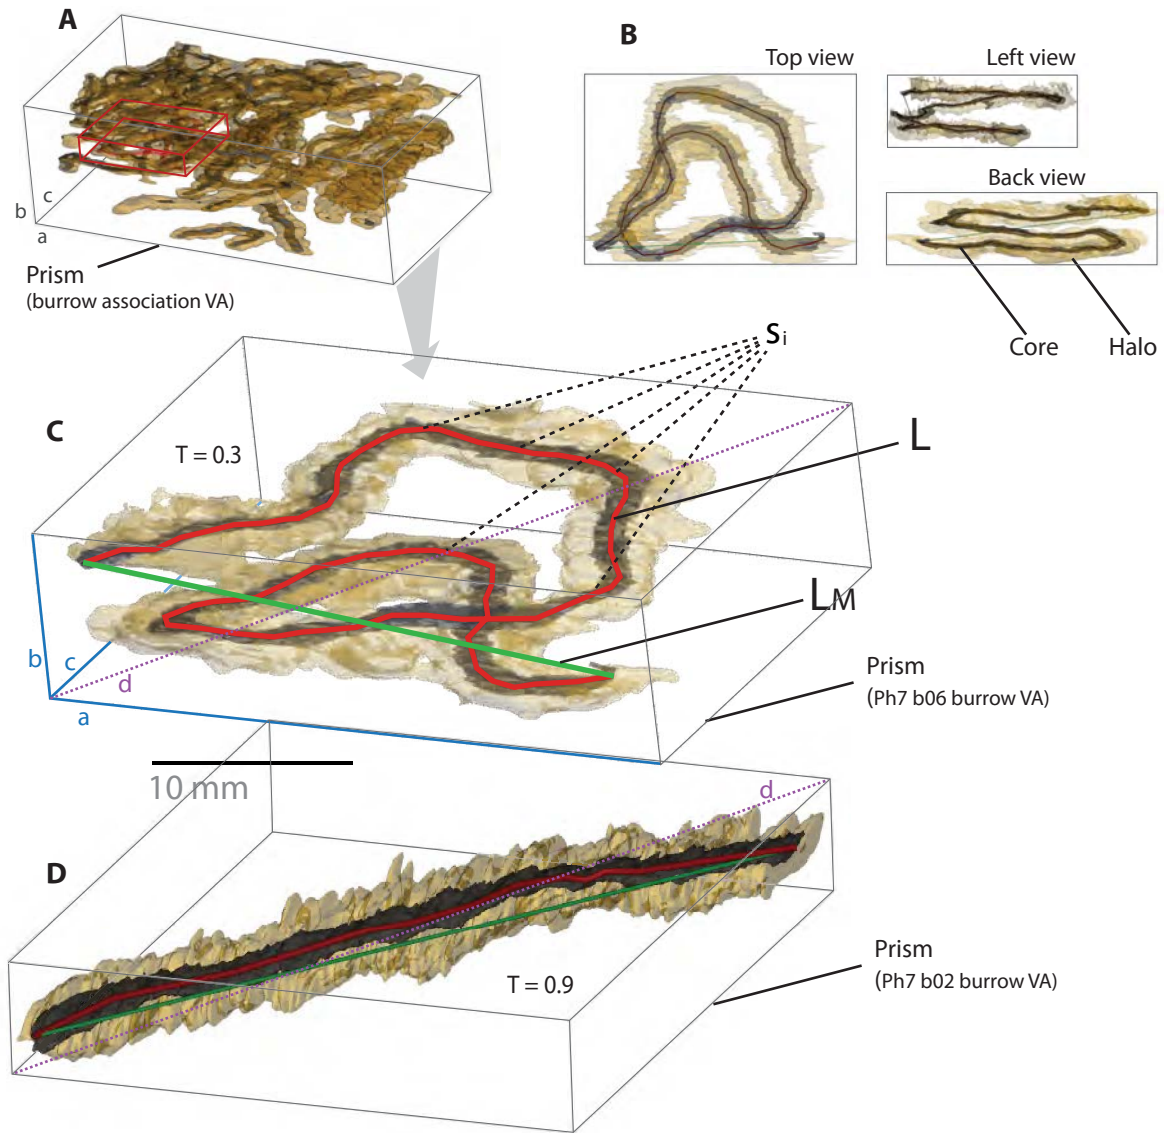 A
c
b
a
Prism
(burrow association VA)
B
Top view
Left view
Back view
Core
Halo
C
T = 0.3
Si
L
LM
b
c
d
a
Prism
(Ph7 b06 burrow VA)
10 mm
D
d
T = 0.9
Prism
(Ph7 b02 burrow VA)